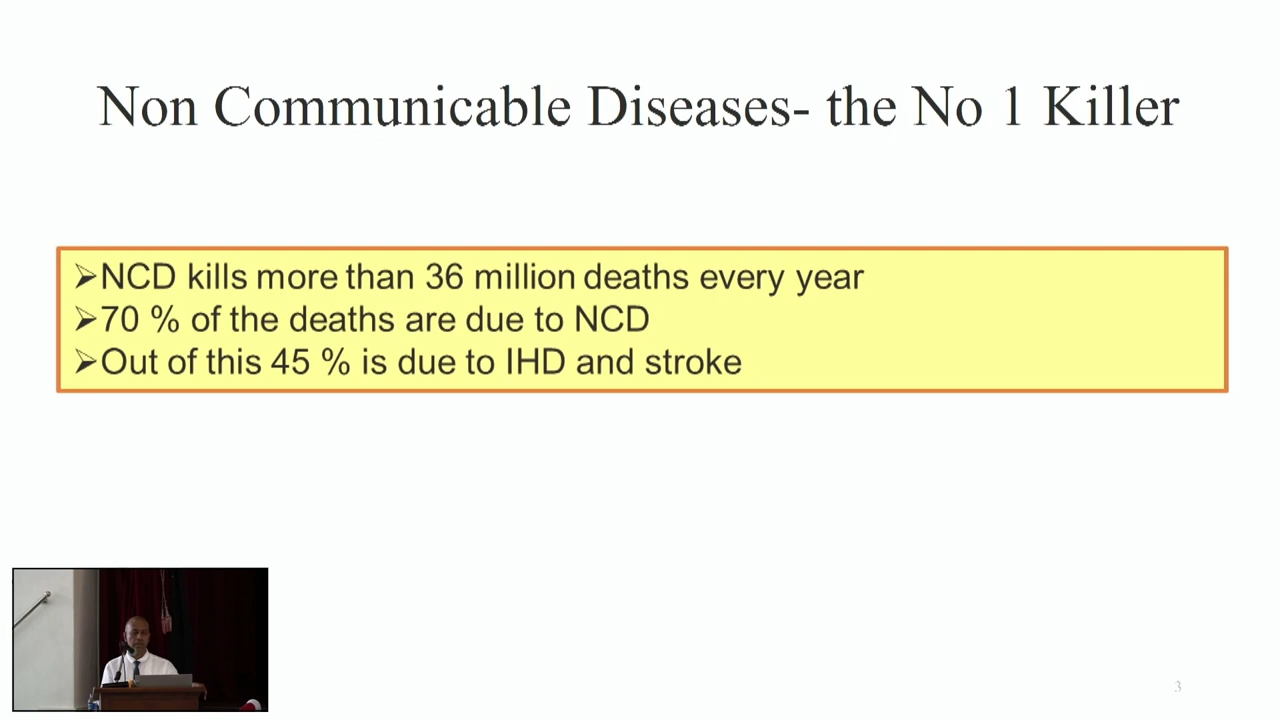 Non Communicable Diseases- the No 1 Killer
➢NCD kills more than 36 million deaths every year
➢70 % of the deaths are due to NCD
➢Out of this 45 % is due to IHD and stroke
3